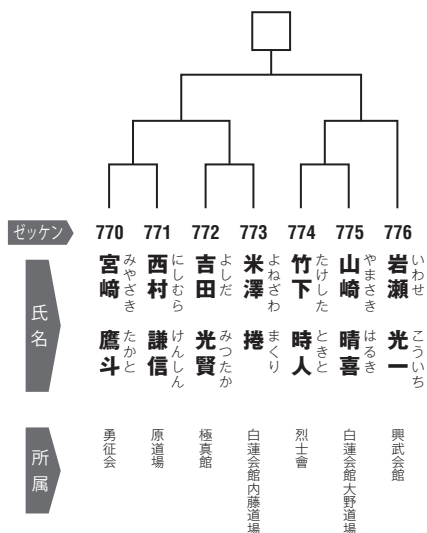 ゼッケン
770 771 772 773 774 775 776
氏名
宮﨑 鷹斗
みやざき たかと
西村 謙信
にしむら けんしん
吉田 光賢
よしだ みつたか
米澤 捲
よねざわ まくり
竹下 時人
たけした ときと
山崎 晴喜
やまさき はるき
岩瀬 光一
いわせ こういち
所属
勇征会
原道場
極真館
白蓮会館内藤道場
烈士會
白蓮会館大野道場
興武会館